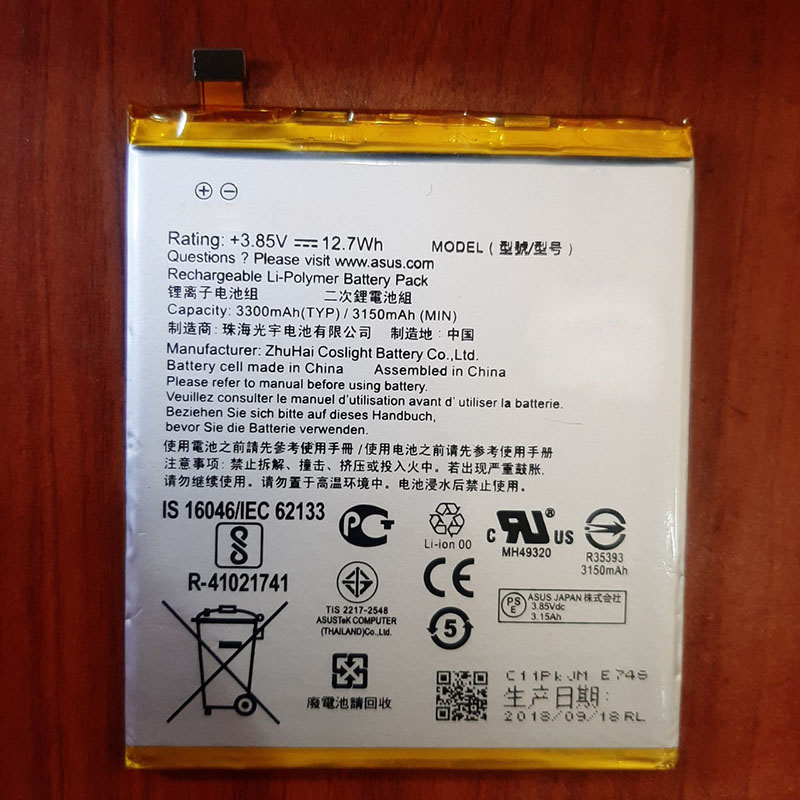 Rating: +3.85V 12.7Wh MODEL ( 型號/型号 )
Questions ? Please visit www.asus.com
Rechargeable Li-Polymer Battery Pack
锂离子电池组 二次鋰電池組
Capacity: 3300mAh(TYP) / 3150mAh (MIN)
制造商: 珠海光宇电池有限公司 制造地: 中国
Manufacturer: ZhuHai Coslight Battery Co.,Ltd.
Battery cell made in China Assembled in China
Please refer to manual before using battery.
Veuillez consulter le manuel d'utilisation avant d' utiliser la batterie.
Beziehen Sie sich bitte auf dieses Handbuch,
bevor Sie die Batterie verwenden.
使用電池之前請先參考使用手冊 / 使用电池之前请先参考使用手册
注意事项: 禁止拆解、撞击、挤压或投入火中。若出现严重鼓胀,
请勿继续使用。请勿置于高温环境中。电池浸水后禁止使用。
IS 16046/IEC 62133
R-41021741
Li-ion 00
c RU ® US
MH49320
R35393
3150mAh
TIS 2217-2548
ASUSTeK COMPUTER
(THAILAND)Co.,Ltd.
CE
5
PS
E
ASUS JAPAN 株式会社
3.85Vdc
3.15Ah
廢電池請回收
C11PkJM E746
生产日期:
2018/09/18RL